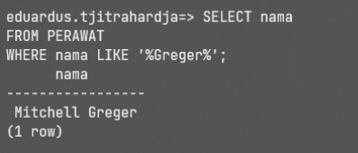 eduardus.tjitrahardja=> SELECT nama
FROM PERAWAT
WHERE nama LIKE '%Greger%';
nama
-----------------
Mitchell Greger
(1 row)